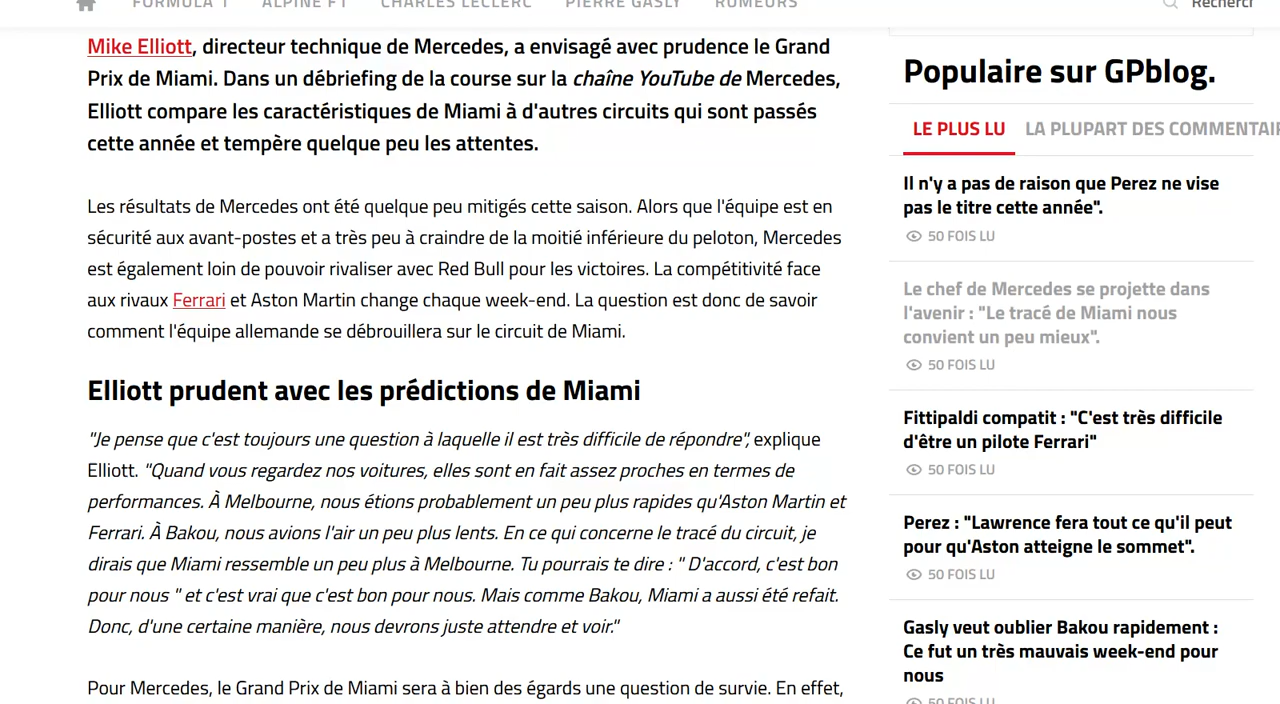 FORMULA 1 ALPINE F1 CHARLES LECLERC PIERRE GASLY RUMEURS
Mike Elliott, directeur technique de Mercedes, a envisagé avec prudence le Grand
Prix de Miami. Dans un débriefing de la course sur la chaîne YouTube de Mercedes,
Elliott compare les caractéristiques de Miami à d'autres circuits qui sont passés
cette année et tempère quelque peu les attentes.
Les résultats de Mercedes ont été quelque peu mitigés cette saison. Alors que l'équipe est en
sécurité aux avant-postes et a très peu à craindre de la moitié inférieure du peloton, Mercedes
est également loin de pouvoir rivaliser avec Red Bull pour les victoires. La compétitivité face
aux rivaux Ferrari et Aston Martin change chaque week-end. La question est donc de savoir
comment l'équipe allemande se débrouillera sur le circuit de Miami.
Elliott prudent avec les prédictions de Miami
"Je pense que c'est toujours une question à laquelle il est très difficile de répondre", explique
Elliott. "Quand vous regardez nos voitures, elles sont en fait assez proches en termes de
performances. À Melbourne, nous étions probablement un peu plus rapides qu'Aston Martin et
Ferrari. À Bakou, nous avions l'air un peu plus lents. En ce qui concerne le tracé du circuit, je
dirais que Miami ressemble un peu plus à Melbourne. Tu pourrais te dire : " D'accord, c'est bon
pour nous " et c'est vrai que c'est bon pour nous. Mais comme Bakou, Miami a aussi été refait.
Donc, d'une certaine manière, nous devrons juste attendre et voir."
Pour Mercedes, le Grand Prix de Miami sera à bien des égards une question de survie. En effet,
Populaire sur GPblog.
LE PLUS LU LA PLUPART DES
Il n'y a pas de raison que Perez ne vise
pas le titre cette année".
50 FOIS LU
Le chef de Mercedes se projette dans
l'avenir : "Le tracé de Miami nous
convient un peu mieux".
50 FOIS LU
Fittipaldi compatit : "C'est très difficile
d'être un pilote Ferrari"
50 FOIS LU
Perez : "Lawrence fera tout ce qu'il peut
pour qu'Aston atteigne le sommet".
50 FOIS LU
Gasly veut oublier Bakou rapidement :
Ce fut un très mauvais week-end pour
nous
50 FOIS LU